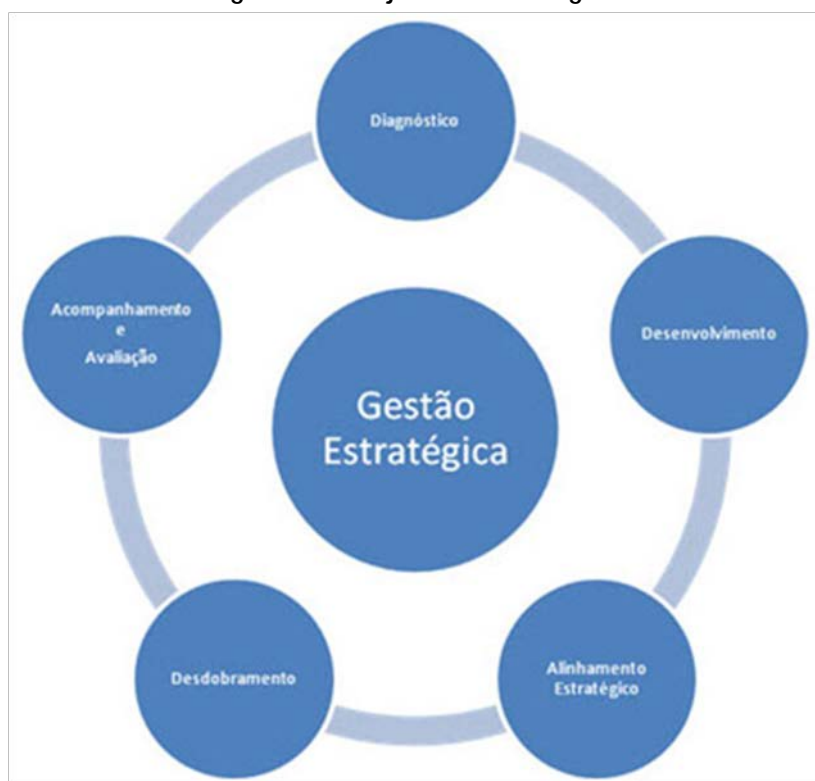 Diagnóstico
Desenvolvimento
Alinhamento
Estratégico
Desdobramento
Acompanhamento
e
Avaliação
Gestão
Estratégica